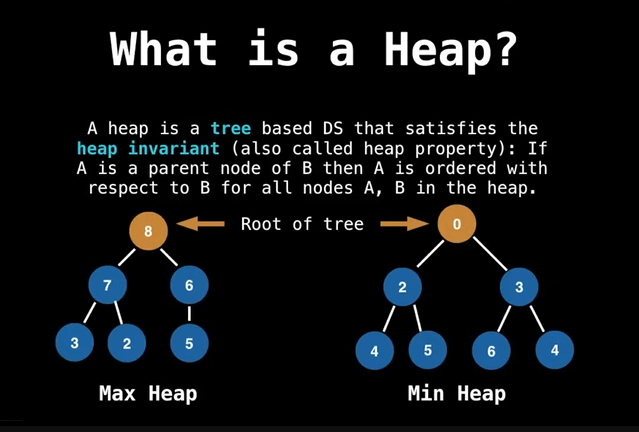 What is a Heap?
A heap is a tree based DS that satisfies the
heap invariant (also called heap property): If
A is a parent node of B then A is ordered with
respect to B for all nodes A, B in the heap.
8 Root of tree 0
7 6 2 3
3 2 5 4 5 6 4
Max Heap Min Heap